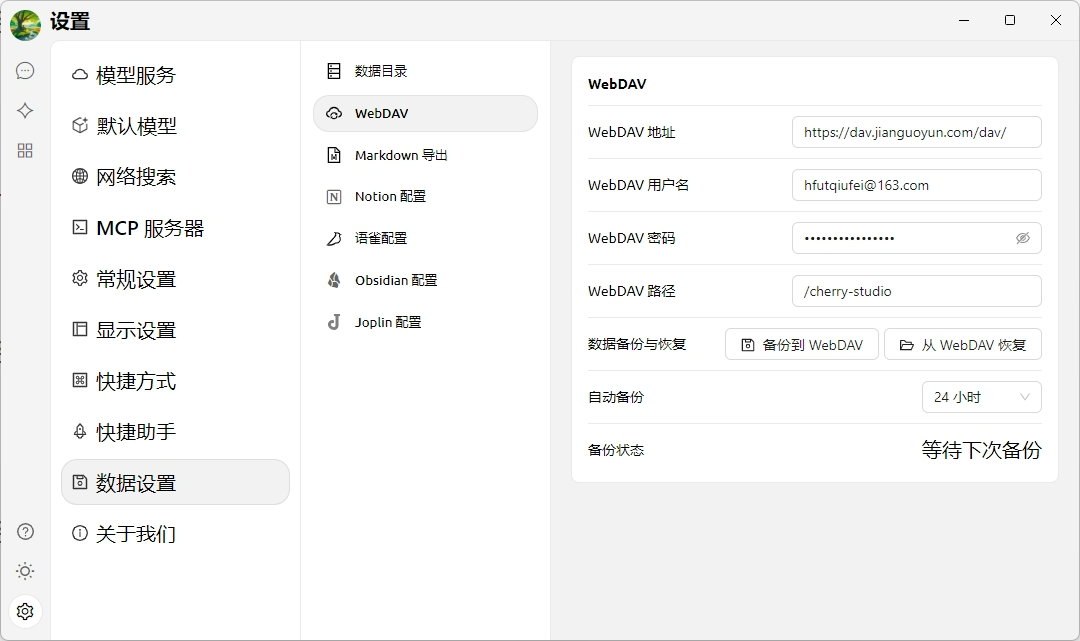 设置
模型服务
默认模型
网络搜索
MCP 服务器
常规设置
显示设置
快捷方式
快捷助手
数据设置
关于我们
数据目录
WebDAV
Markdown 导出
Notion 配置
语雀配置
Obsidian 配置
Joplin 配置
WebDAV
WebDAV 地址 https://dav.jianguoyun.com/dav/
WebDAV 用户名 hfutqiufei@163.com
WebDAV 密码 ••••••••••••••••
WebDAV 路径 /cherry-studio
数据备份与恢复 备份到 WebDAV 从 WebDAV 恢复
自动备份 24 小时
备份状态 等待下次备份